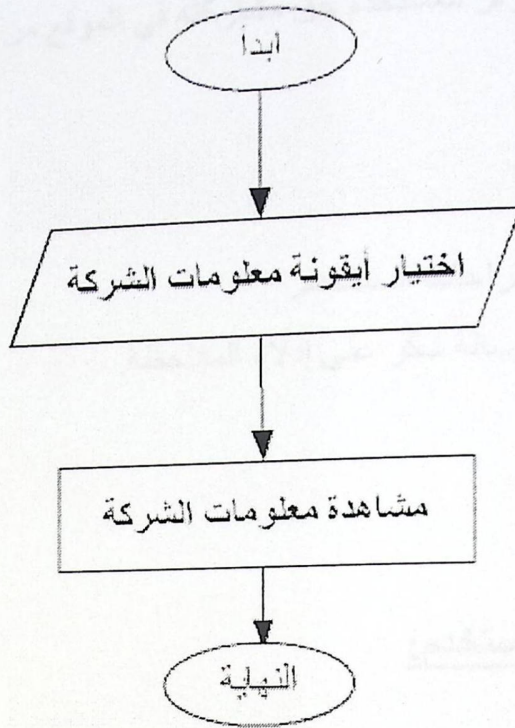 ابدأ
اختيار أيقونة معلومات الشركة
مشاهدة معلومات الشركة
النهاية